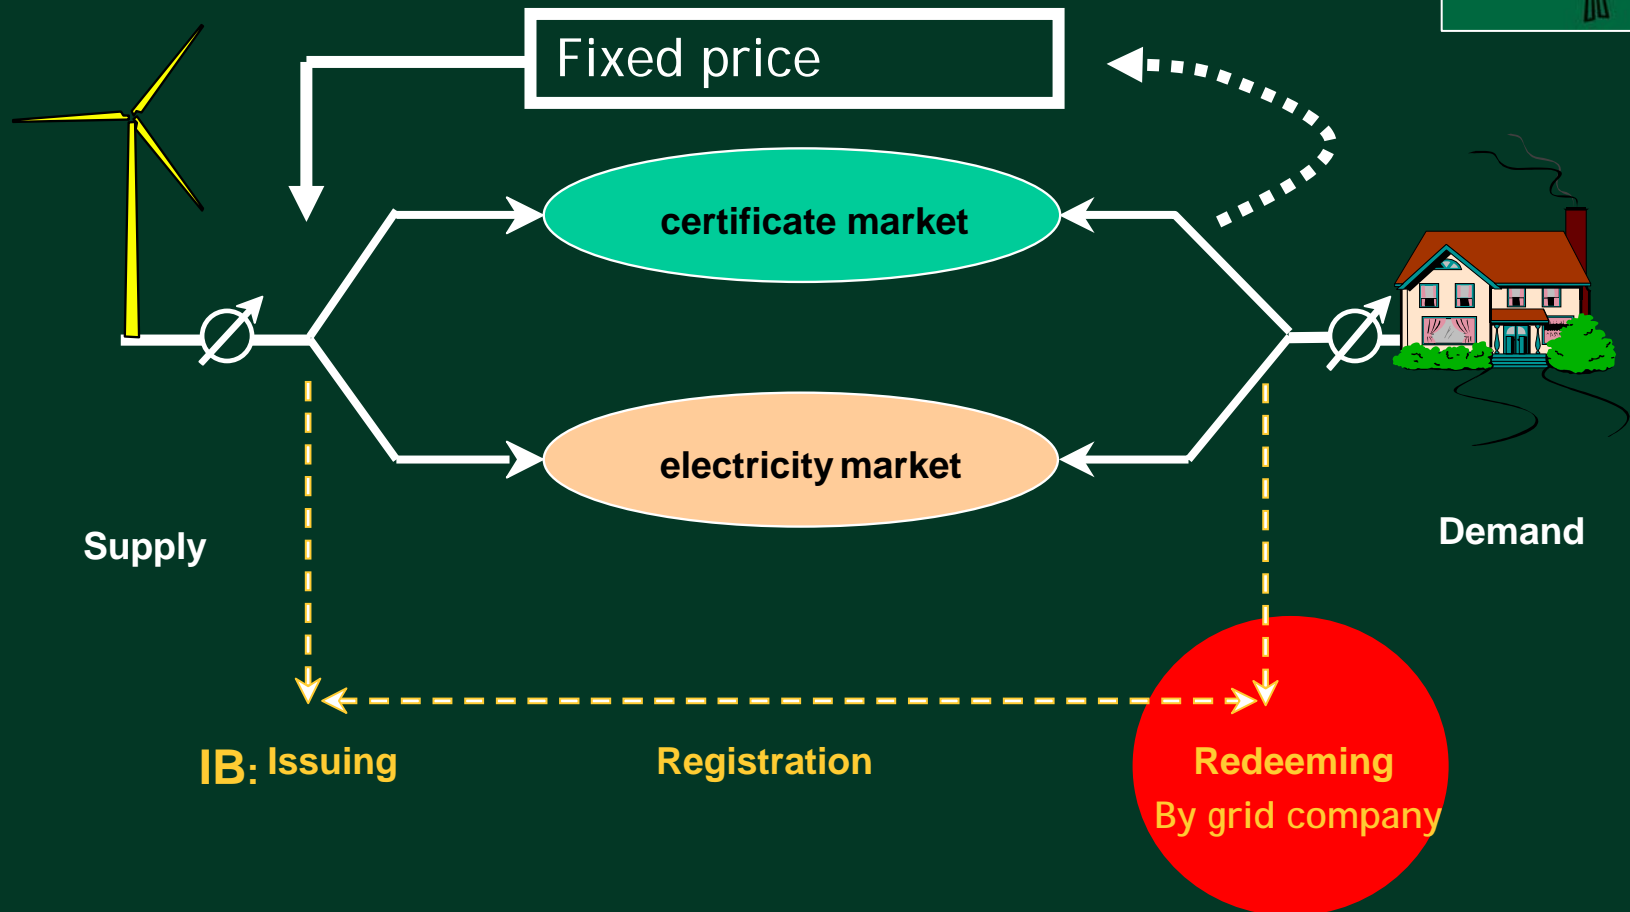 Fixed price
certificate market
electricity market
Supply
Demand
IB: Issuing
Registration
Redeeming
By grid company